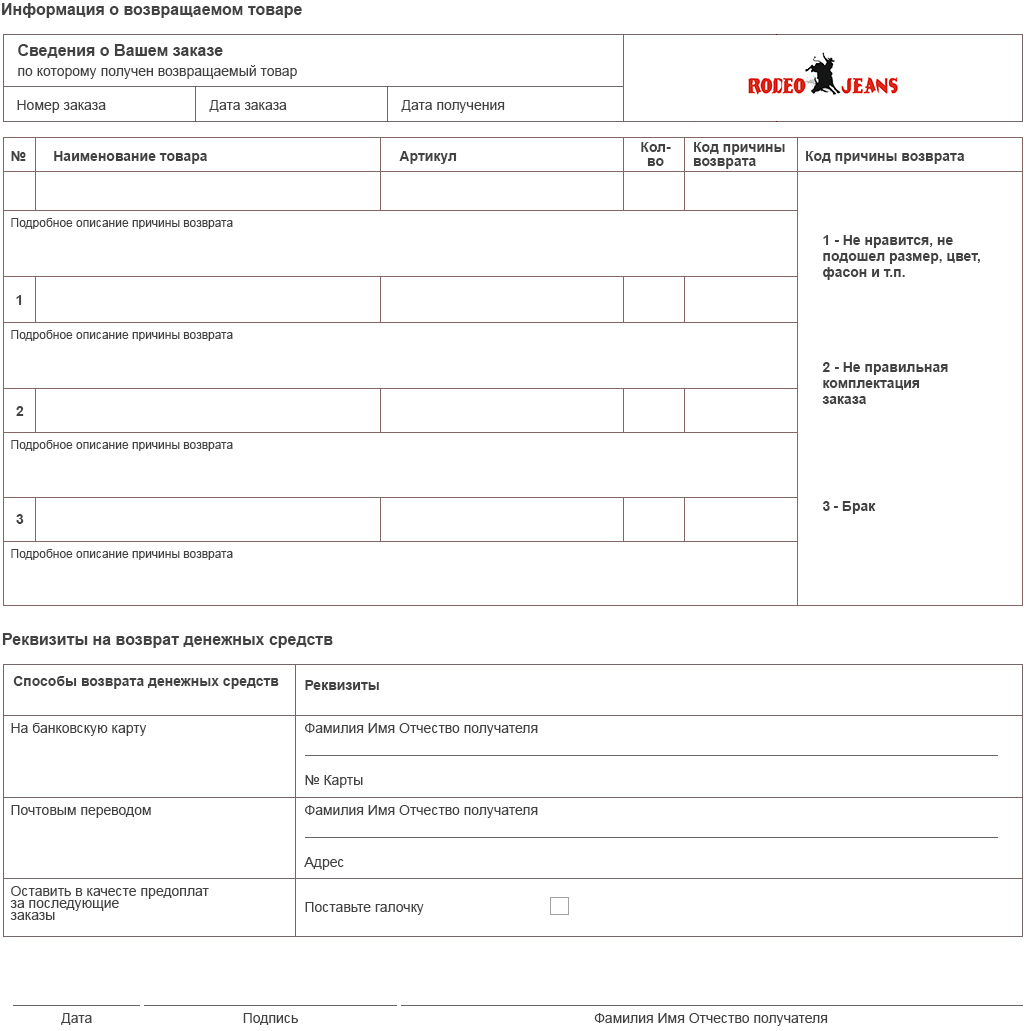 Информация о возвращаемом товаре
Сведения о Вашем заказе
по которому получен возвращаемый товар
Номер заказа
Дата заказа
Дата получения
RODEO JEANS
№
Наименование товара
Артикул
Кол-
во
Код причины
возврата
Код причины возврата
Подробное описание причины возврата
1
Подробное описание причины возврата
2
Подробное описание причины возврата
3
Подробное описание причины возврата
1 - Не нравится, не
подошел размер, цвет,
фасон и т.п.
2 - Не правильная
комплектация
заказа
3 - Брак
Реквизиты на возврат денежных средств
Способы возврата денежных средств
Реквизиты
На банковскую карту
Фамилия Имя Отчество получателя
№ Карты
Почтовым переводом
Фамилия Имя Отчество получателя
Адрес
Оставить в качесте предоплат
за последующие
заказы
Поставьте галочку
Дата
Подпись
Фамилия Имя Отчество получателя